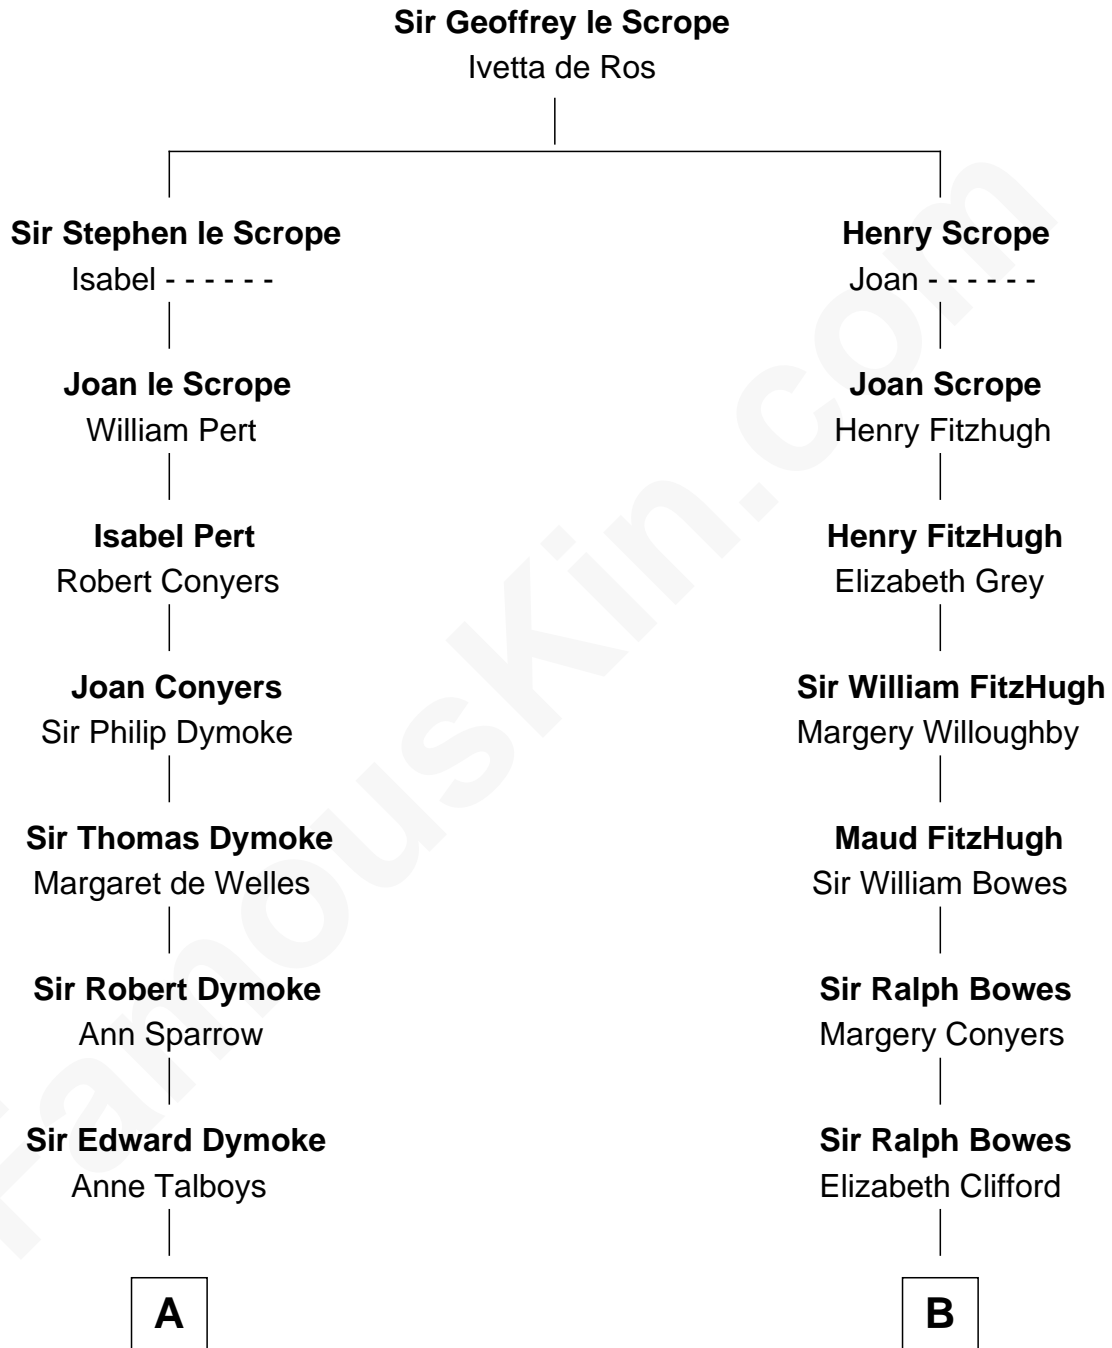 Sir Geoffrey le Scrope
Ivetta de Ros
Sir Stephen le Scrope
Isabel - - - - - -
Henry Scrope
Joan - - - - - -
Joan le Scrope
William Pert
Joan Scrope
Henry Fitzhugh
Isabel Pert
Robert Conyers
Henry FitzHugh
Elizabeth Grey
Joan Conyers
Sir Philip Dymoke
Sir William FitzHugh
Margery Willoughby
Sir Thomas Dymoke
Margaret de Welles
Maud FitzHugh
Sir William Bowes
Sir Robert Dymoke
Ann Sparrow
Sir Ralph Bowes
Margery Conyers
Sir Edward Dymoke
Anne Talboys
Sir Ralph Bowes
Elizabeth Clifford
A
B
FamousKin.com